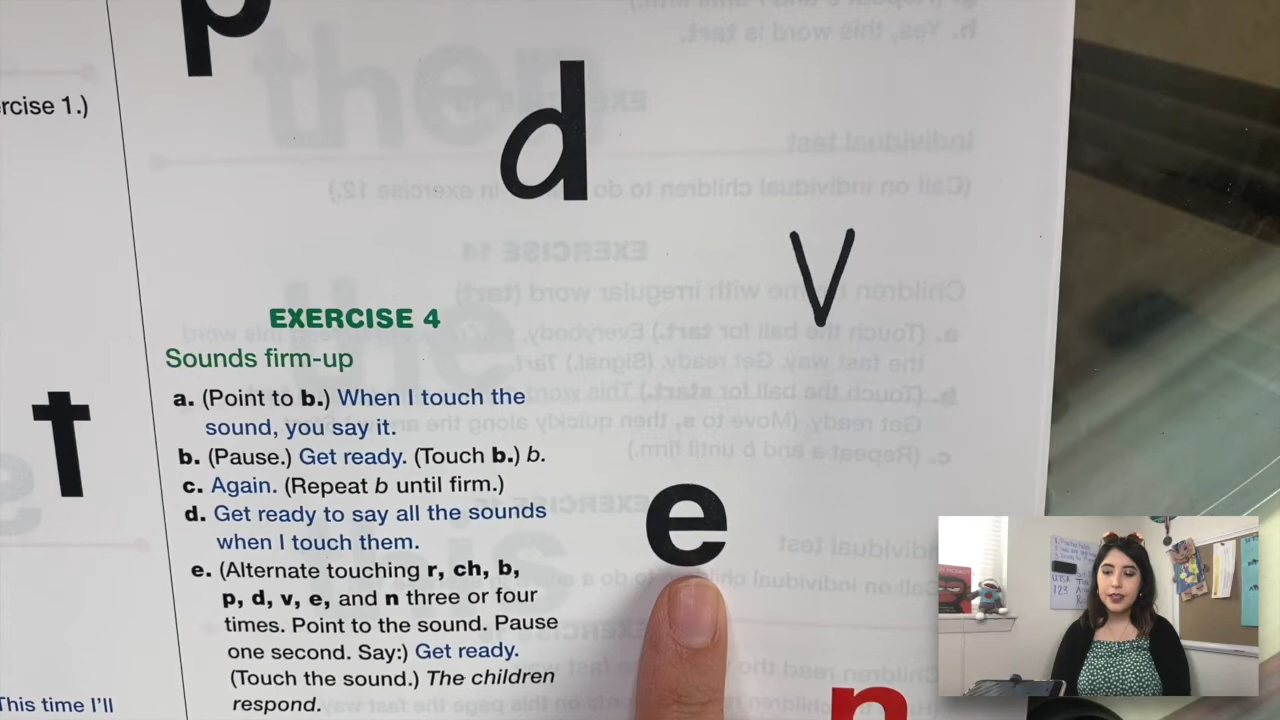 p
d
v
e
n
t
rcise 1.)
This time I'll
EXERCISE 4
Sounds firm-up
a. (Point to b.) When I touch the
sound, you say it.
b. (Pause.) Get ready. (Touch b.) b.
c. Again. (Repeat b until firm.)
d. Get ready to say all the sounds
when I touch them.
e. (Alternate touching r, ch, b,
p, d, v, e, and n three or four
times. Point to the sound. Pause
one second. Say:) Get ready.
(Touch the sound.) The children
respond.